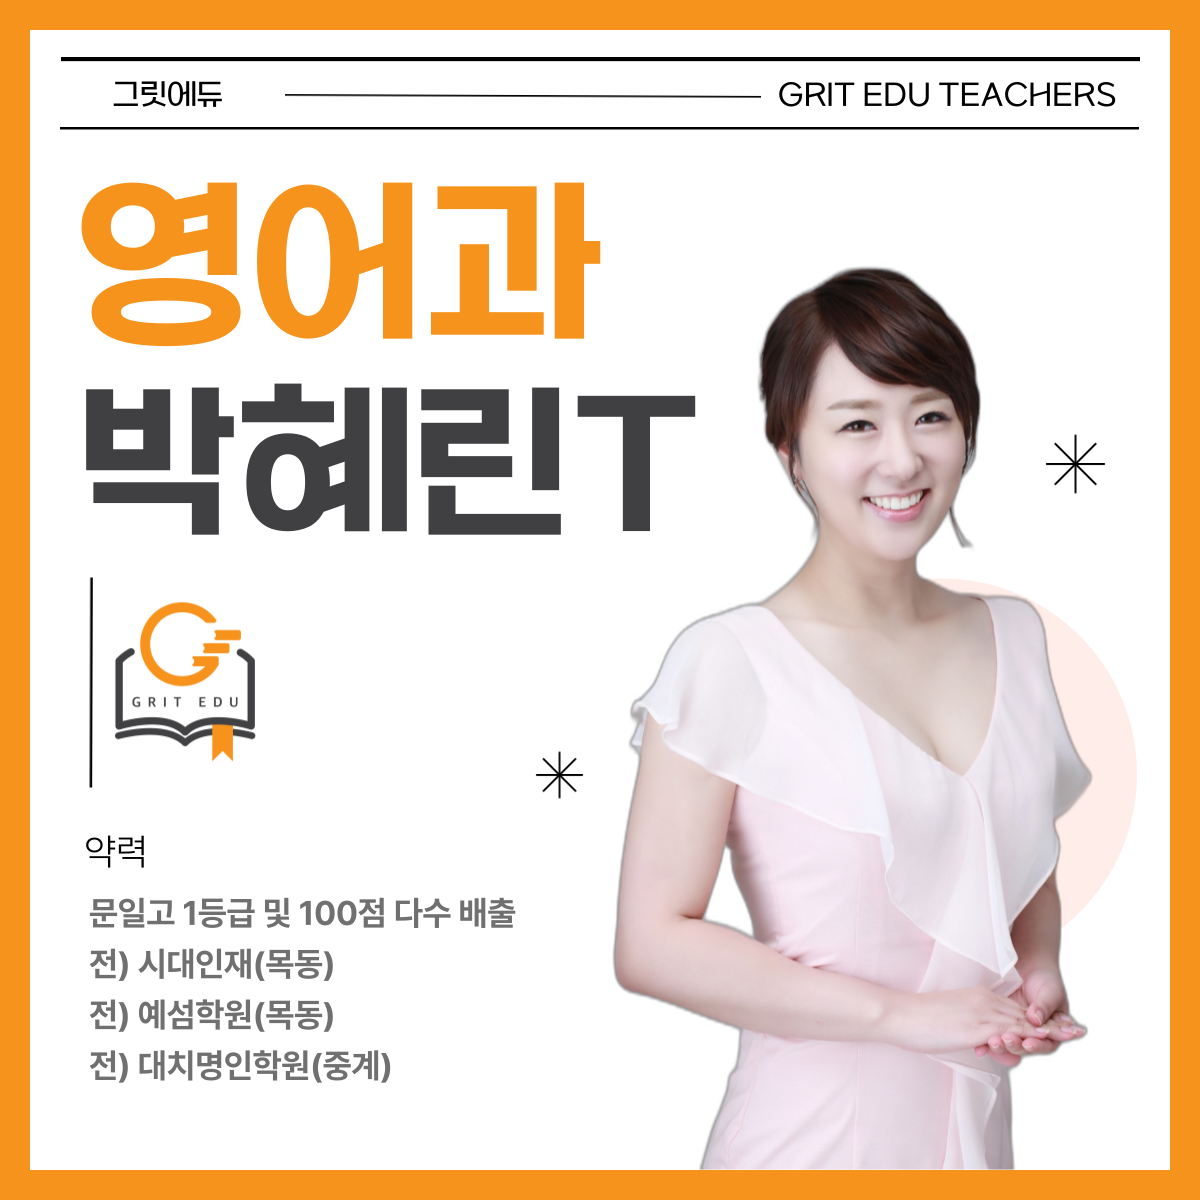 그릿에듀 GRIT EDU TEACHERS
영어과
박혜린T
GRIT EDU
약력
문일고 1등급 및 100점 다수 배출
전) 시대인재(목동)
전) 예섬학원(목동)
전) 대치명인학원(중계)